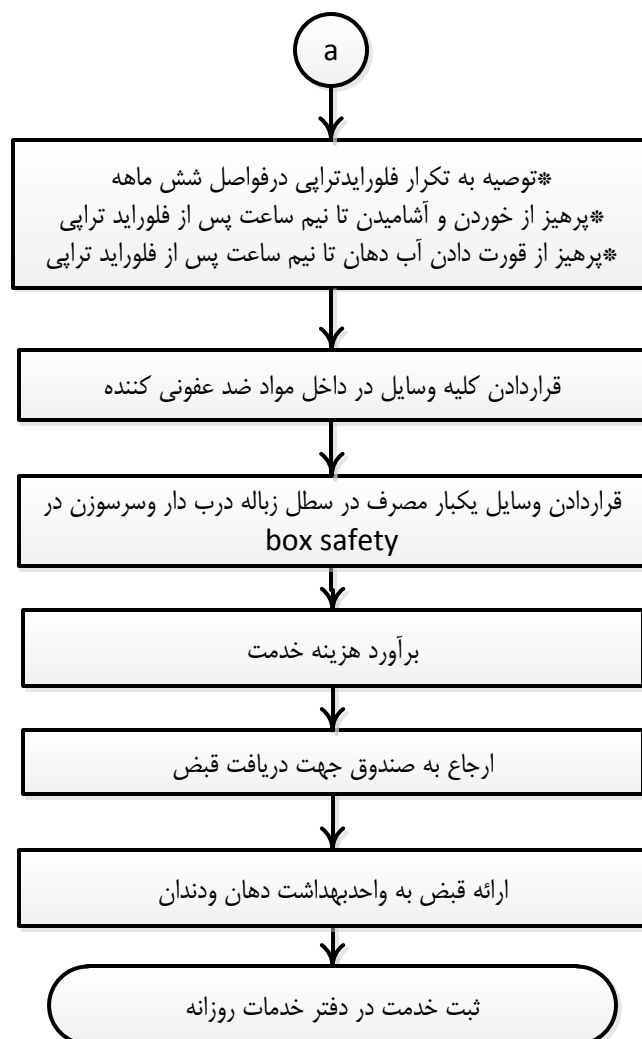 a
*توصیه به تکرار فلورایدتراپی درفواصل شش ماهه
*پرهیز از خوردن و آشامیدن تا نیم ساعت پس از فلوراید تراپی
*پرهیز از قورت دادن آب دهان تا نیم ساعت پس از فلوراید تراپی
قراردادن کلیه وسایل در داخل مواد ضد عفونی کننده
قراردادن وسایل یکبار مصرف در سطل زباله درب دار وسرسوزن در
box safety
برآورد هزینه خدمت
ارجاع به صندوق جهت دریافت قبض
ارائه قبض به واحدبهداشت دهان ودندان
ثبت خدمت در دفتر خدمات روزانه